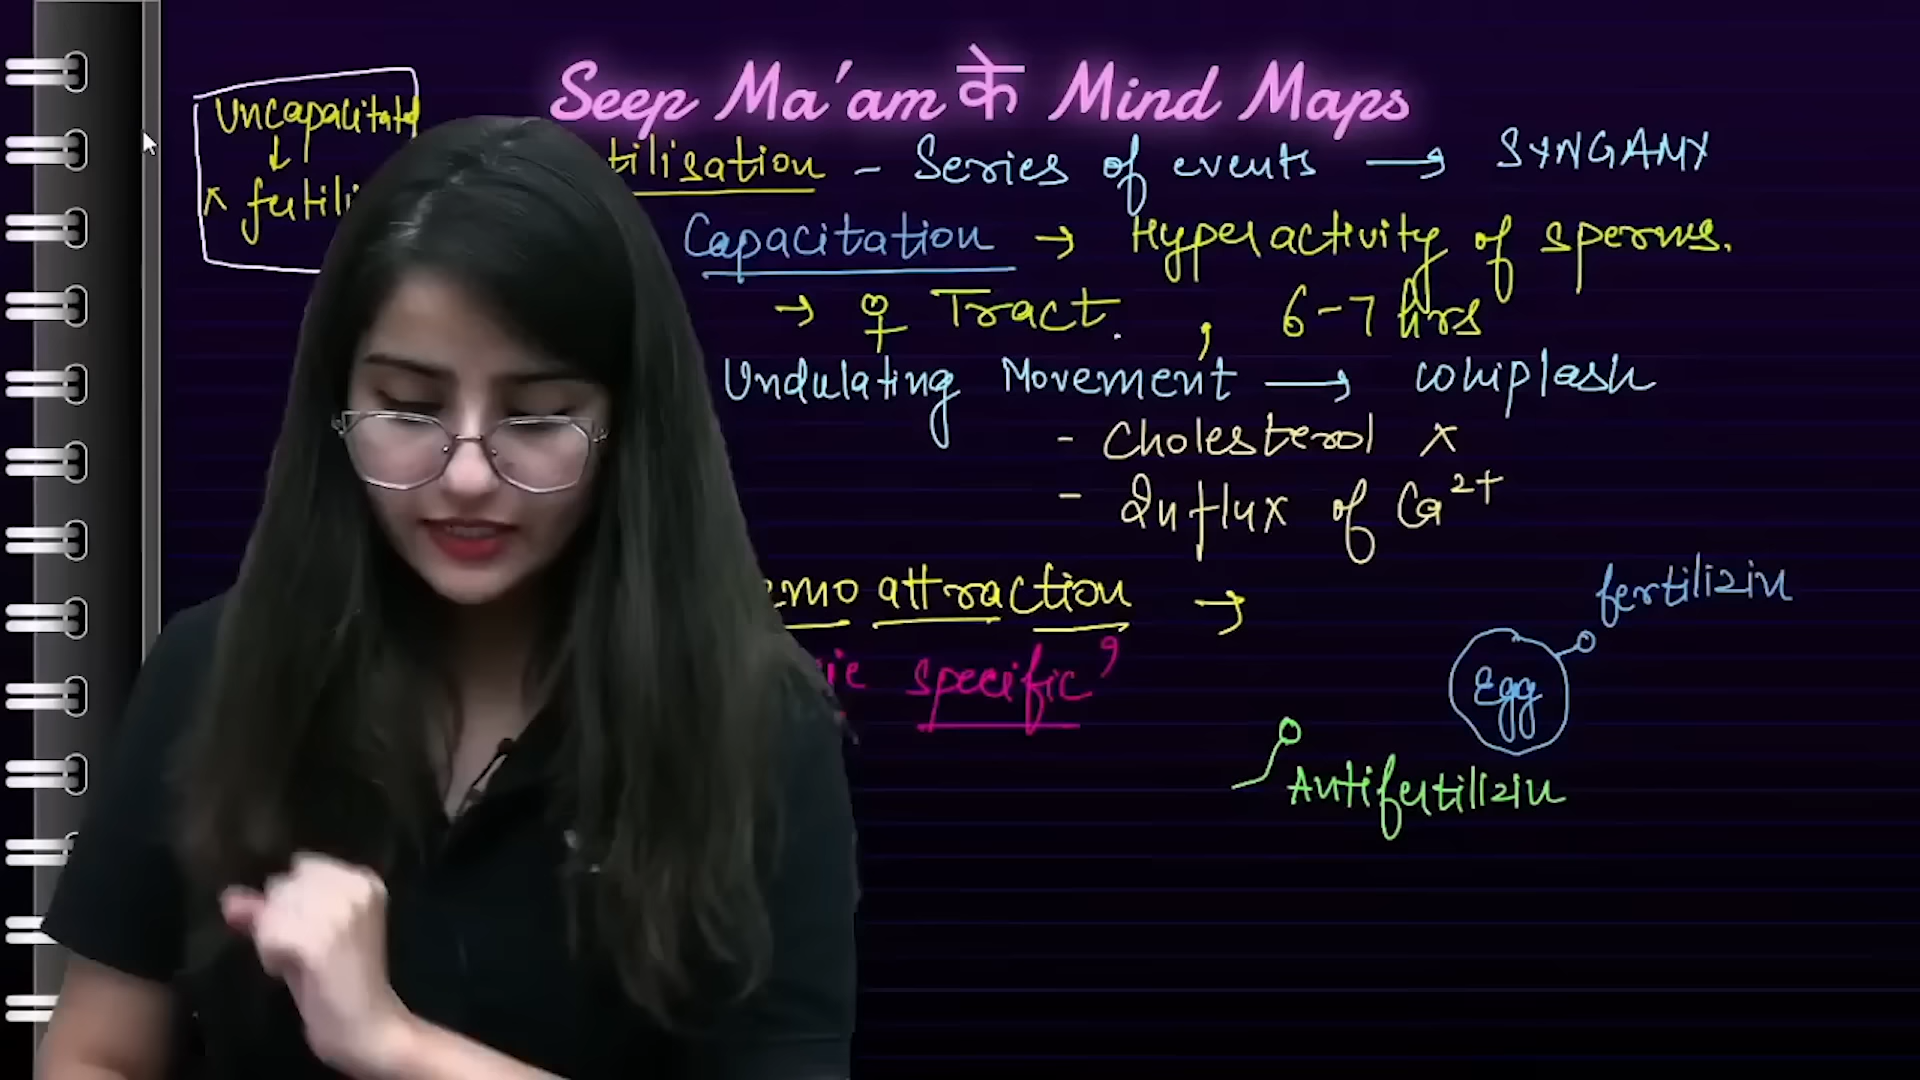 Seep Ma'am के Mind Maps
Uncapacitated
↓
x fertili
tilisation - Series of events → SYNGAMY
Capacitation → Hyperactivity of sperms.
→ ♀ Tract. , 6-7 hrs
Undulating Movement → whiplash
- Cholesterol x
- Influx of Ca²⁺
emo attraction →
specific'
fertilizin
Egg
Antifertilizin